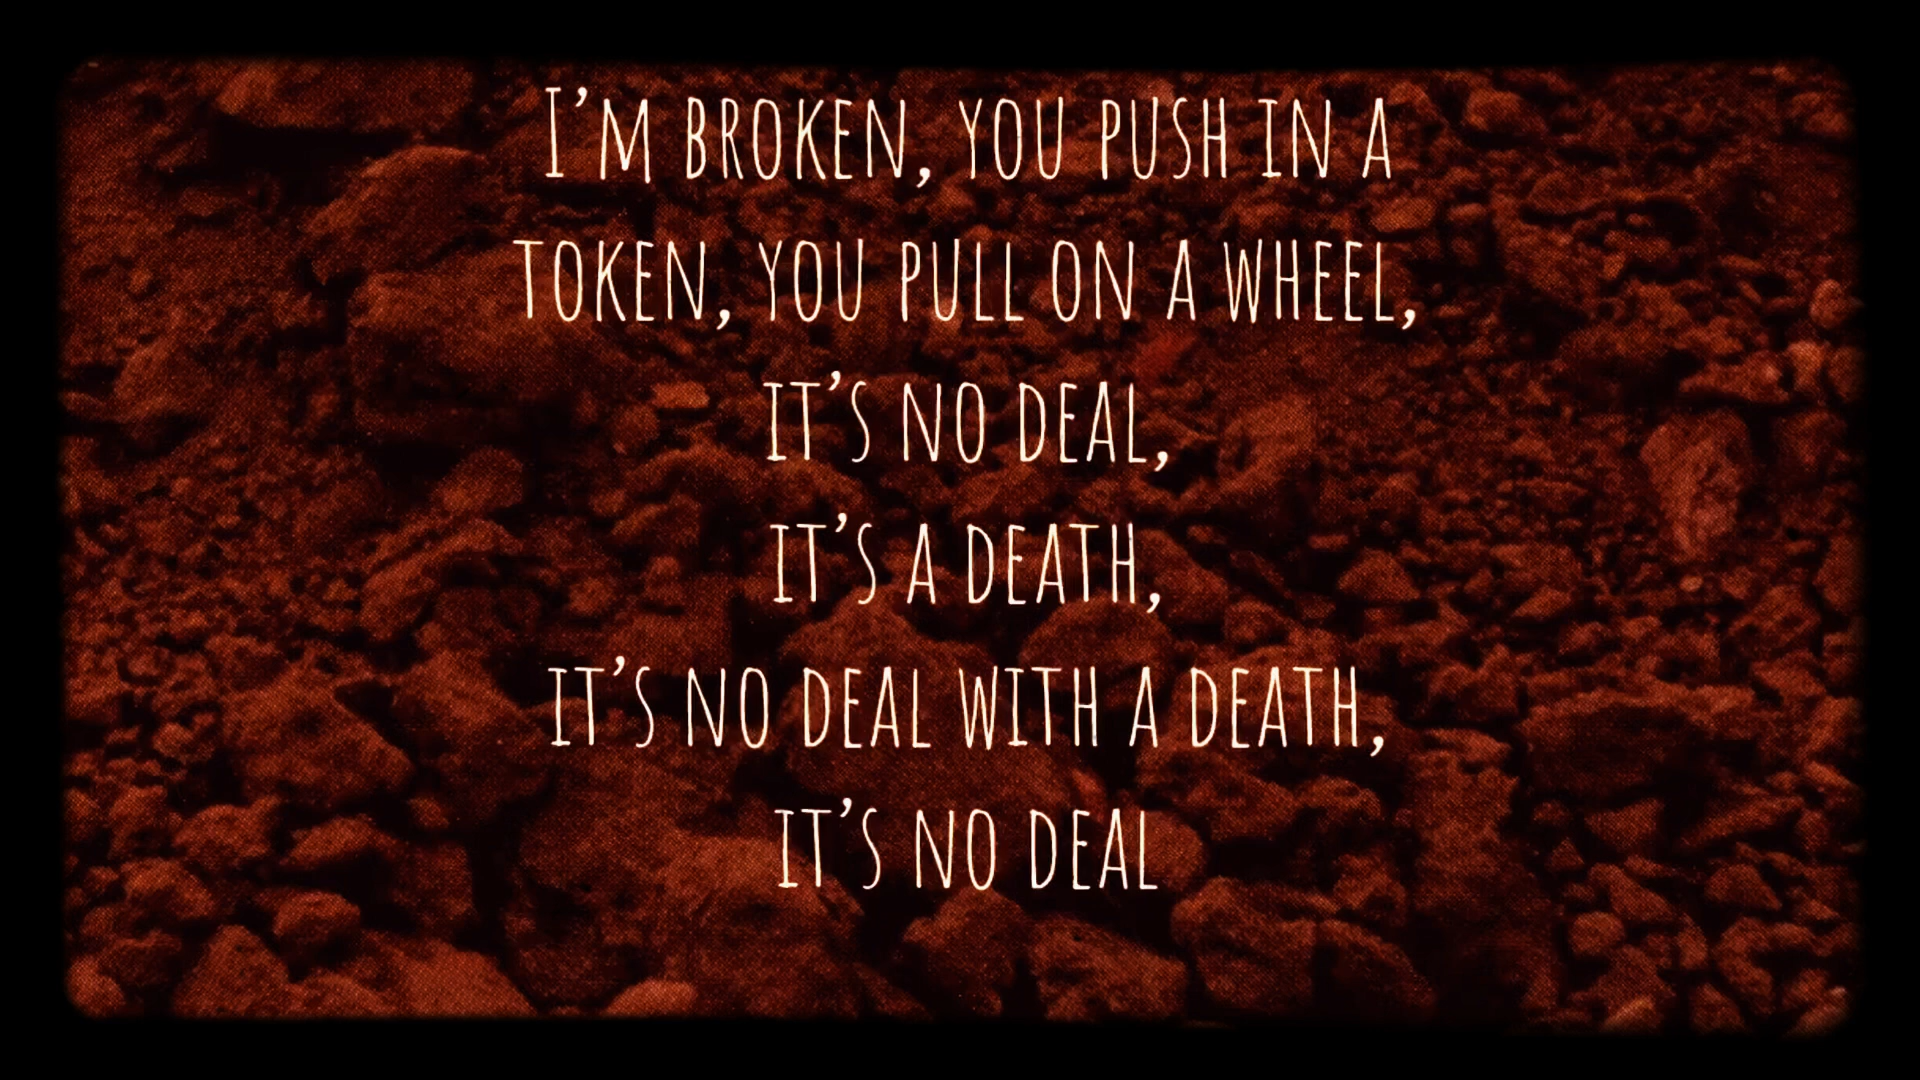 I'M BROKEN, YOU PUSH IN A
TOKEN, YOU PULL ON A WHEEL,
IT'S NO DEAL,
IT'S A DEATH,
IT'S NO DEAL WITH A DEATH,
IT'S NO DEAL